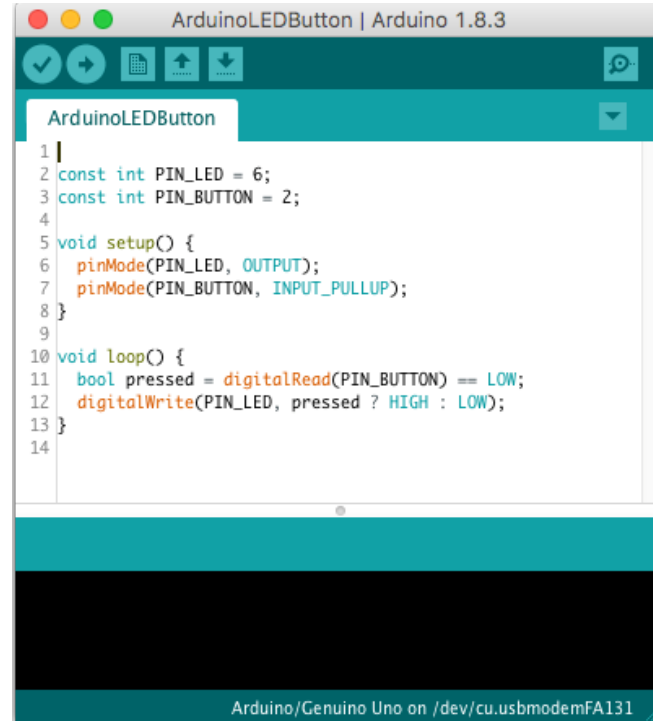 ArduinoLEDButton | Arduino 1.8.3
ArduinoLEDButton
1
2 const int PIN_LED = 6;
3 const int PIN_BUTTON = 2;
4
5 void setup() {
6   pinMode(PIN_LED, OUTPUT);
7   pinMode(PIN_BUTTON, INPUT_PULLUP);
8 }
9
10 void loop() {
11   bool pressed = digitalRead(PIN_BUTTON) == LOW;
12   digitalWrite(PIN_LED, pressed ? HIGH : LOW);
13 }
14
Arduino/Genuino Uno on /dev/cu.usbmodemFA131